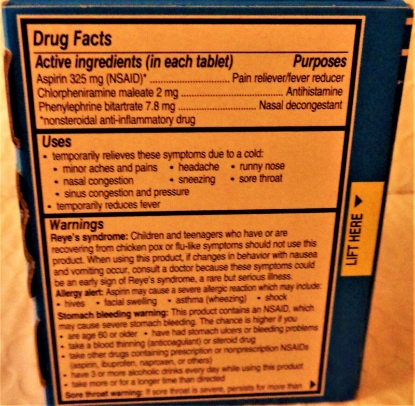 Drug Facts
Active ingredients (in each tablet) Purposes
Aspirin 325 mg (NSAID)* ........................ Pain reliever/fever reducer
Chlorpheniramine maleate 2 mg ................................ Antihistamine
Phenylephrine bitartrate 7.8 mg ........................ Nasal decongestant
*nonsteroidal anti-inflammatory drug
Uses
• temporarily relieves these symptoms due to a cold:
• minor aches and pains • headache • runny nose
• nasal congestion • sneezing • sore throat
• sinus congestion and pressure
• temporarily reduces fever
Warnings
Reye's syndrome: Children and teenagers who have or are
recovering from chicken pox or flu-like symptoms should not use this
product. When using this product, if changes in behavior with nausea
and vomiting occur, consult a doctor because these symptoms could
be an early sign of Reye's syndrome, a rare but serious illness.
Allergy alert: Aspirin may cause a severe allergic reaction which may include:
• hives • facial swelling • asthma (wheezing) • shock
Stomach bleeding warning: This product contains an NSAID, which
may cause severe stomach bleeding. The chance is higher if you
• are age 60 or older • have had stomach ulcers or bleeding problems
• take a blood thinning (anticoagulant) or steroid drug
• take other drugs containing prescription or nonprescription NSAIDs
(aspirin, ibuprofen, naproxen, or others)
• have 3 or more alcoholic drinks every day while using this product
• take more or for a longer time than directed
Sore throat warning: If sore throat is severe, persists for more than
LIFT HERE